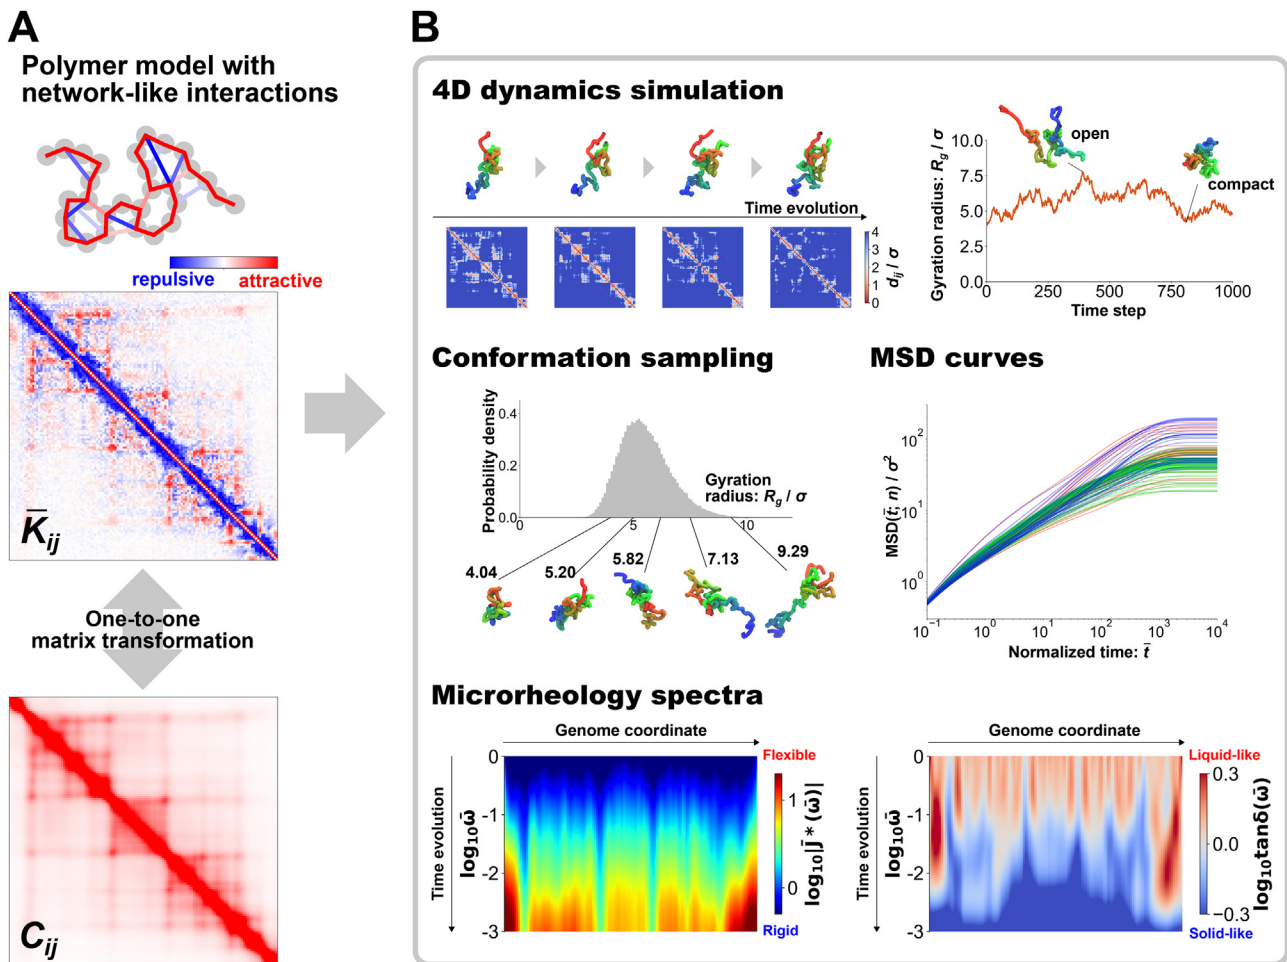 A
Polymer model with
network-like interactions
repulsive
attractive
K̅ij
One-to-one
matrix transformation
Cij
B
4D dynamics simulation
Time evolution
4
3
2
1
0
dij / σ
Gyration radius: Rg / σ
10.0
7.5
5.0
2.5
0.0
open
compact
0
250
500
750
1000
Time step
Conformation sampling
Probability density
0.4
0.2
0.0
0
5
10
Gyration
radius: Rg / σ
4.04
5.20
5.82
7.13
9.29
MSD curves
MSD(t̄; n) / σ²
10²
10¹
10⁰
10⁻¹
10⁰
10¹
10²
10³
10⁴
Normalized time: t̄
Microrheology spectra
Genome coordinate
Time evolution
log₁₀ω̄
0
-1
-2
-3
Flexible
1
0
Rigid
log₁₀|J̄*(ω̄)|
Genome coordinate
Time evolution
log₁₀ω̄
0
-1
-2
-3
Liquid-like
0.3
0.0
−0.3
Solid-like
log₁₀tanδ(ω̄)